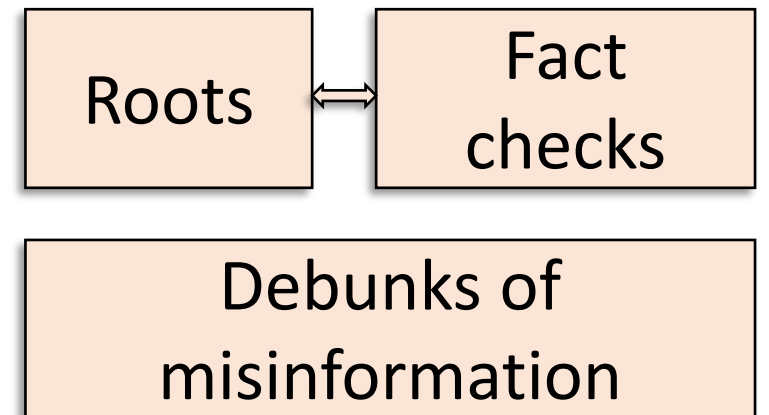 Roots
Fact
checks
Debunks of
misinformation